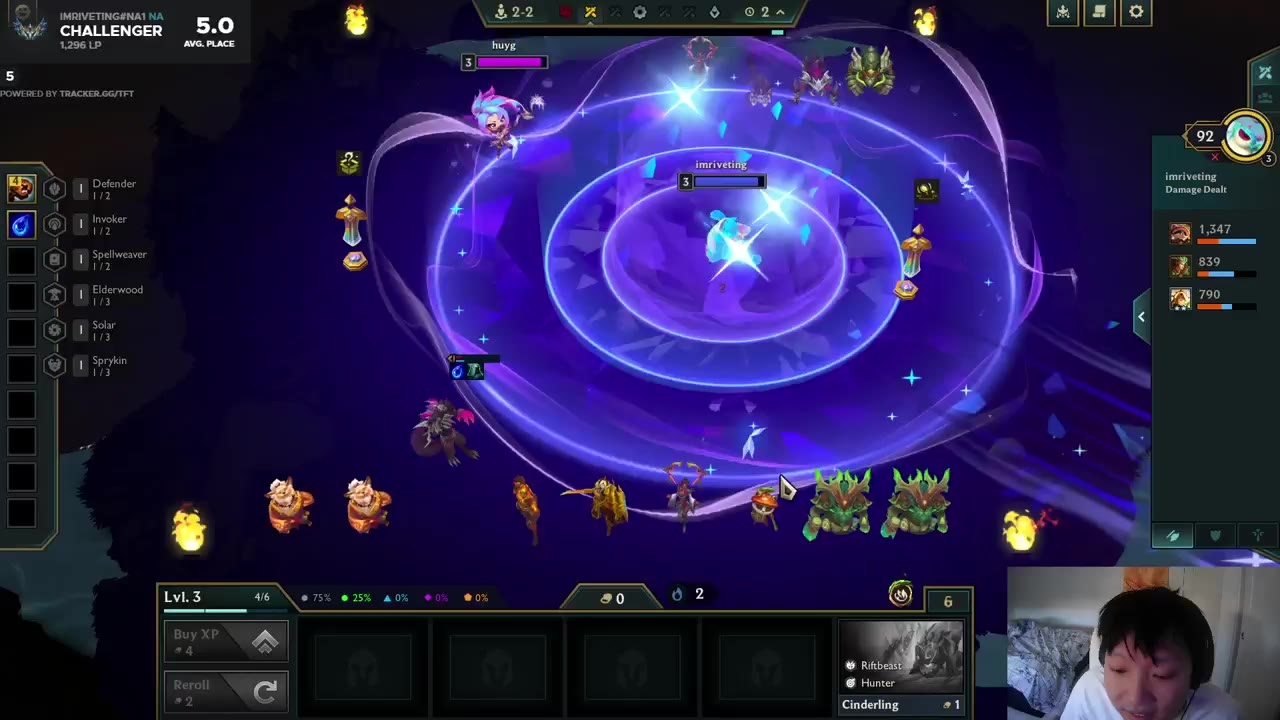 IMRIVETING#NA1 NA
CHALLENGER
1,296 LP
5.0
AVG. PLACE
5
POWERED BY TRACKER.GG/TFT
2-2
2
huyg
3
imriveting
3
2
92
3
imriveting
Damage Dealt
1,347
839
790
4
Defender
1 / 2
Invoker
1 / 2
Spellweaver
1 / 2
Elderwood
1 / 3
Solar
1 / 3
Sprykin
1 / 3
Lvl. 3
4/6
75%
25%
0%
0%
0%
0
2
6
Buy XP
4
Reroll
2
Riftbeast
Hunter
Cinderling
1